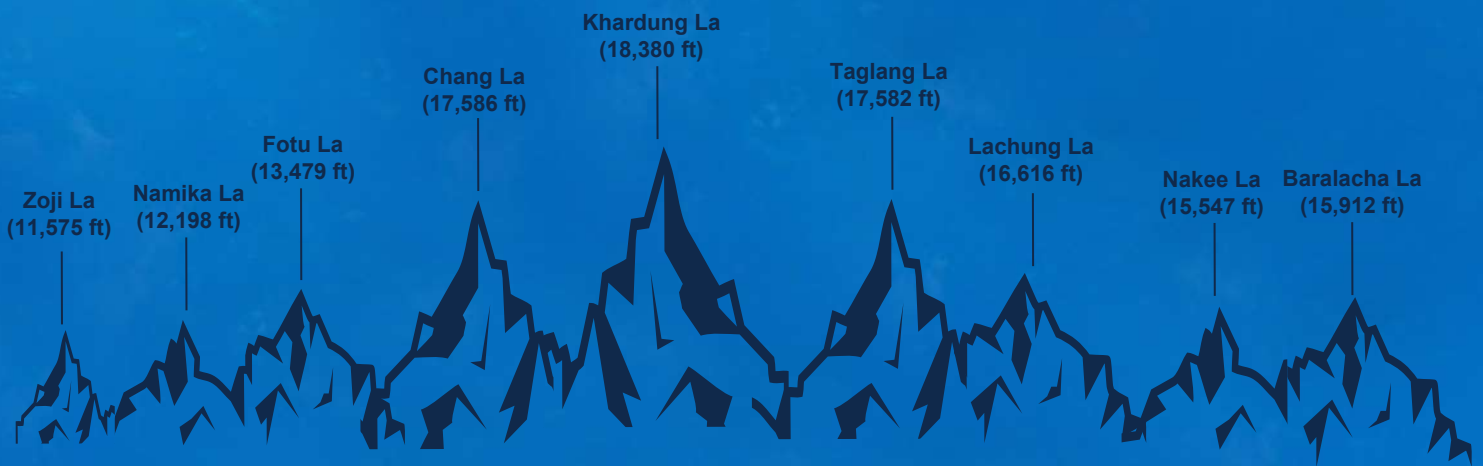 Zoji La
(11,575 ft)
Namika La
(12,198 ft)
Fotu La
(13,479 ft)
Chang La
(17,586 ft)
Khardung La
(18,380 ft)
Taglang La
(17,582 ft)
Lachung La
(16,616 ft)
Nakee La
(15,547 ft)
Baralacha La
(15,912 ft)